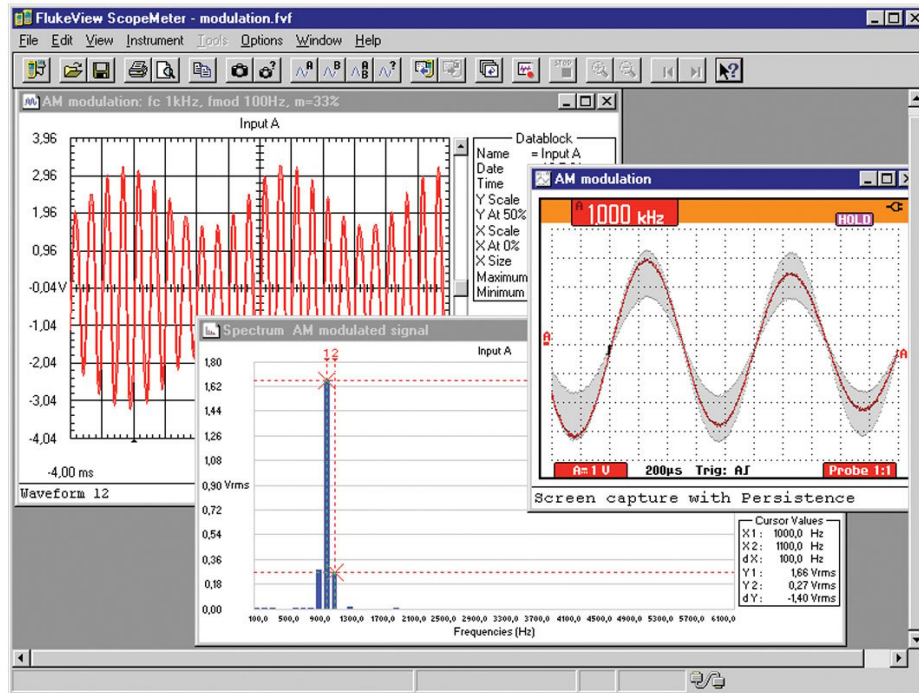 FlukeView ScopeMeter - modulation.fvf
File Edit View Instrument Tools Options Window Help
STOP
AM modulation: fc 1kHz, fmod 100Hz, m=33%
Input A
3,96
2,96
1,96
0,96
-0,04 V
-1,04
-2,04
-3,04
-4,04
-4,00 ms
Waveform 12
Datablock
Name = Input A
Date
Time
Y Scale
Y At 50%
X Scale
X At 0%
X Size
Maximum
Minimum
AM modulation
A 1.000 kHz
HOLD
A
A
A= 1 V 200µs Trig: A Probe 1:1
Screen capture with Persistence
Spectrum AM modulated signal
Input A
1 2
1,80
1,62
1,44
1,26
1,08
0,90 Vrms
0,72
0,54
0,36
0,18
0,00
100,0 500,0 900,0 1300,0 1700,0 2100,0 2500,0 2900,0 3300,0 3700,0 4100,0 4500,0 4900,0 5300,0 5700,0 6100,0
Frequencies (Hz)
Cursor Values
X1: 1000,0 Hz
X2: 1100,0 Hz
dX: 100,0 Hz
Y1: 1,66 Vrms
Y2: 0,27 Vrms
dY: -1,40 Vrms